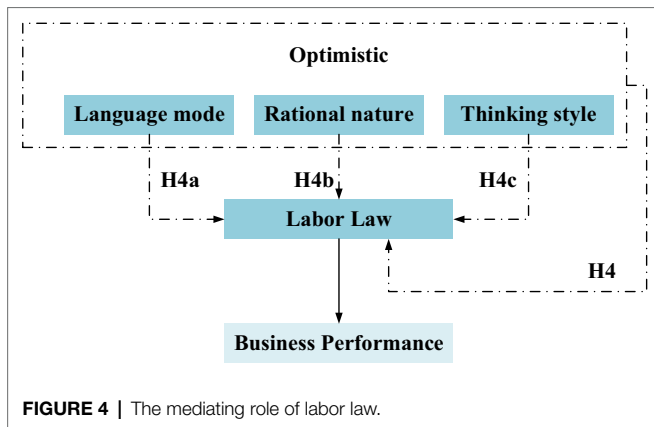 Optimistic
Language mode
Rational nature
Thinking style
H4a
H4b
H4c
Labor Law
H4
Business Performance
FIGURE 4 | The mediating role of labor law.